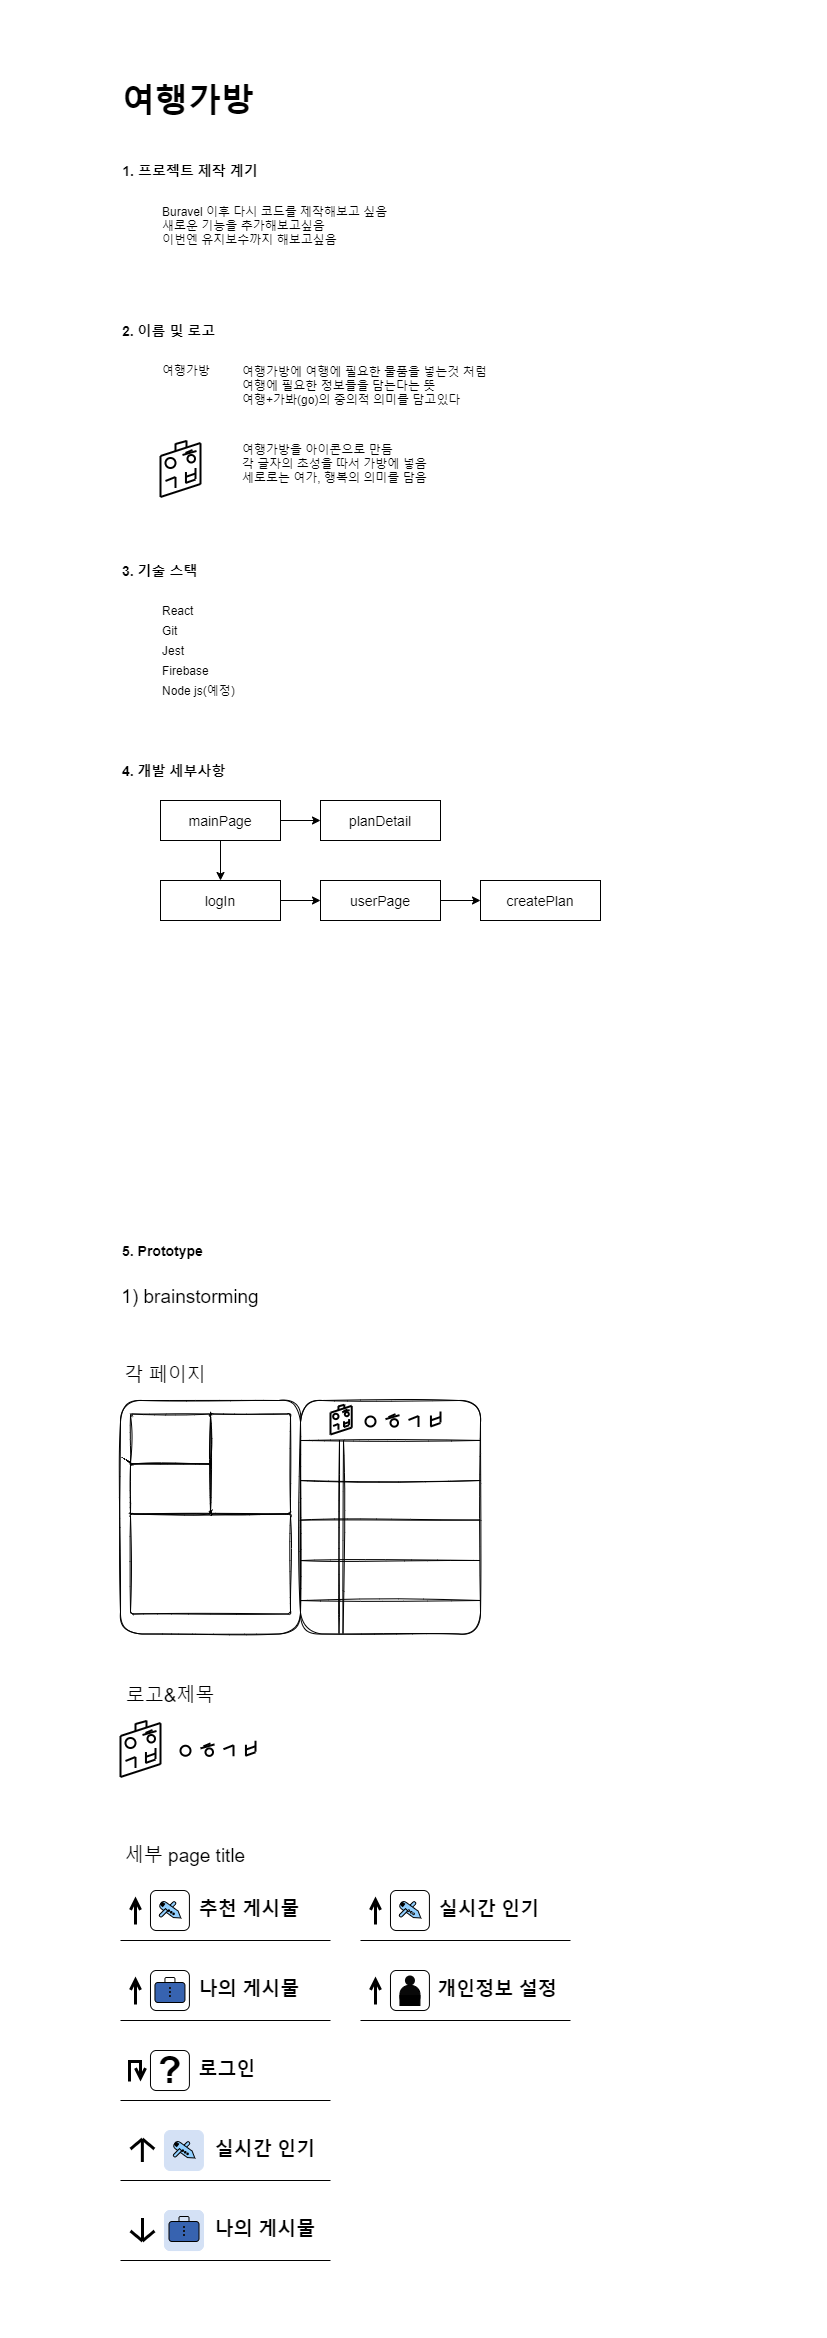 여행가방
1. 프로젝트 제작 계기
Buravel 이후 다시 코드를 제작해보고 싶음
새로운 기능을 추가해보고싶음
이번엔 유지보수까지 해보고싶음
2. 이름 및 로고
여행가방
여행가방에 여행에 필요한 물품을 넣는것 처럼
여행에 필요한 정보들을 담는다는 뜻
여행+가봐(go)의 중의적 의미를 담고있다
ㅇㅎ
ㄱㅂ
여행가방을 아이콘으로 만듬
각 글자의 초성을 따서 가방에 넣음
세로로는 여가, 행복의 의미를 담음
3. 기술 스택
React
Git
Jest
Firebase
Node js(예정)
4. 개발 세부사항
mainPage
planDetail
logIn
userPage
createPlan
5. Prototype
1) brainstorming
각 페이지
ㅇㅎ
ㄱㅂ
ㅇㅎㄱㅂ
로고&제목
ㅇㅎ
ㄱㅂ
ㅇㅎㄱㅂ
세부 page title
추천 게시물
실시간 인기
나의 게시물
개인정보 설정
? 로그인
실시간 인기
나의 게시물